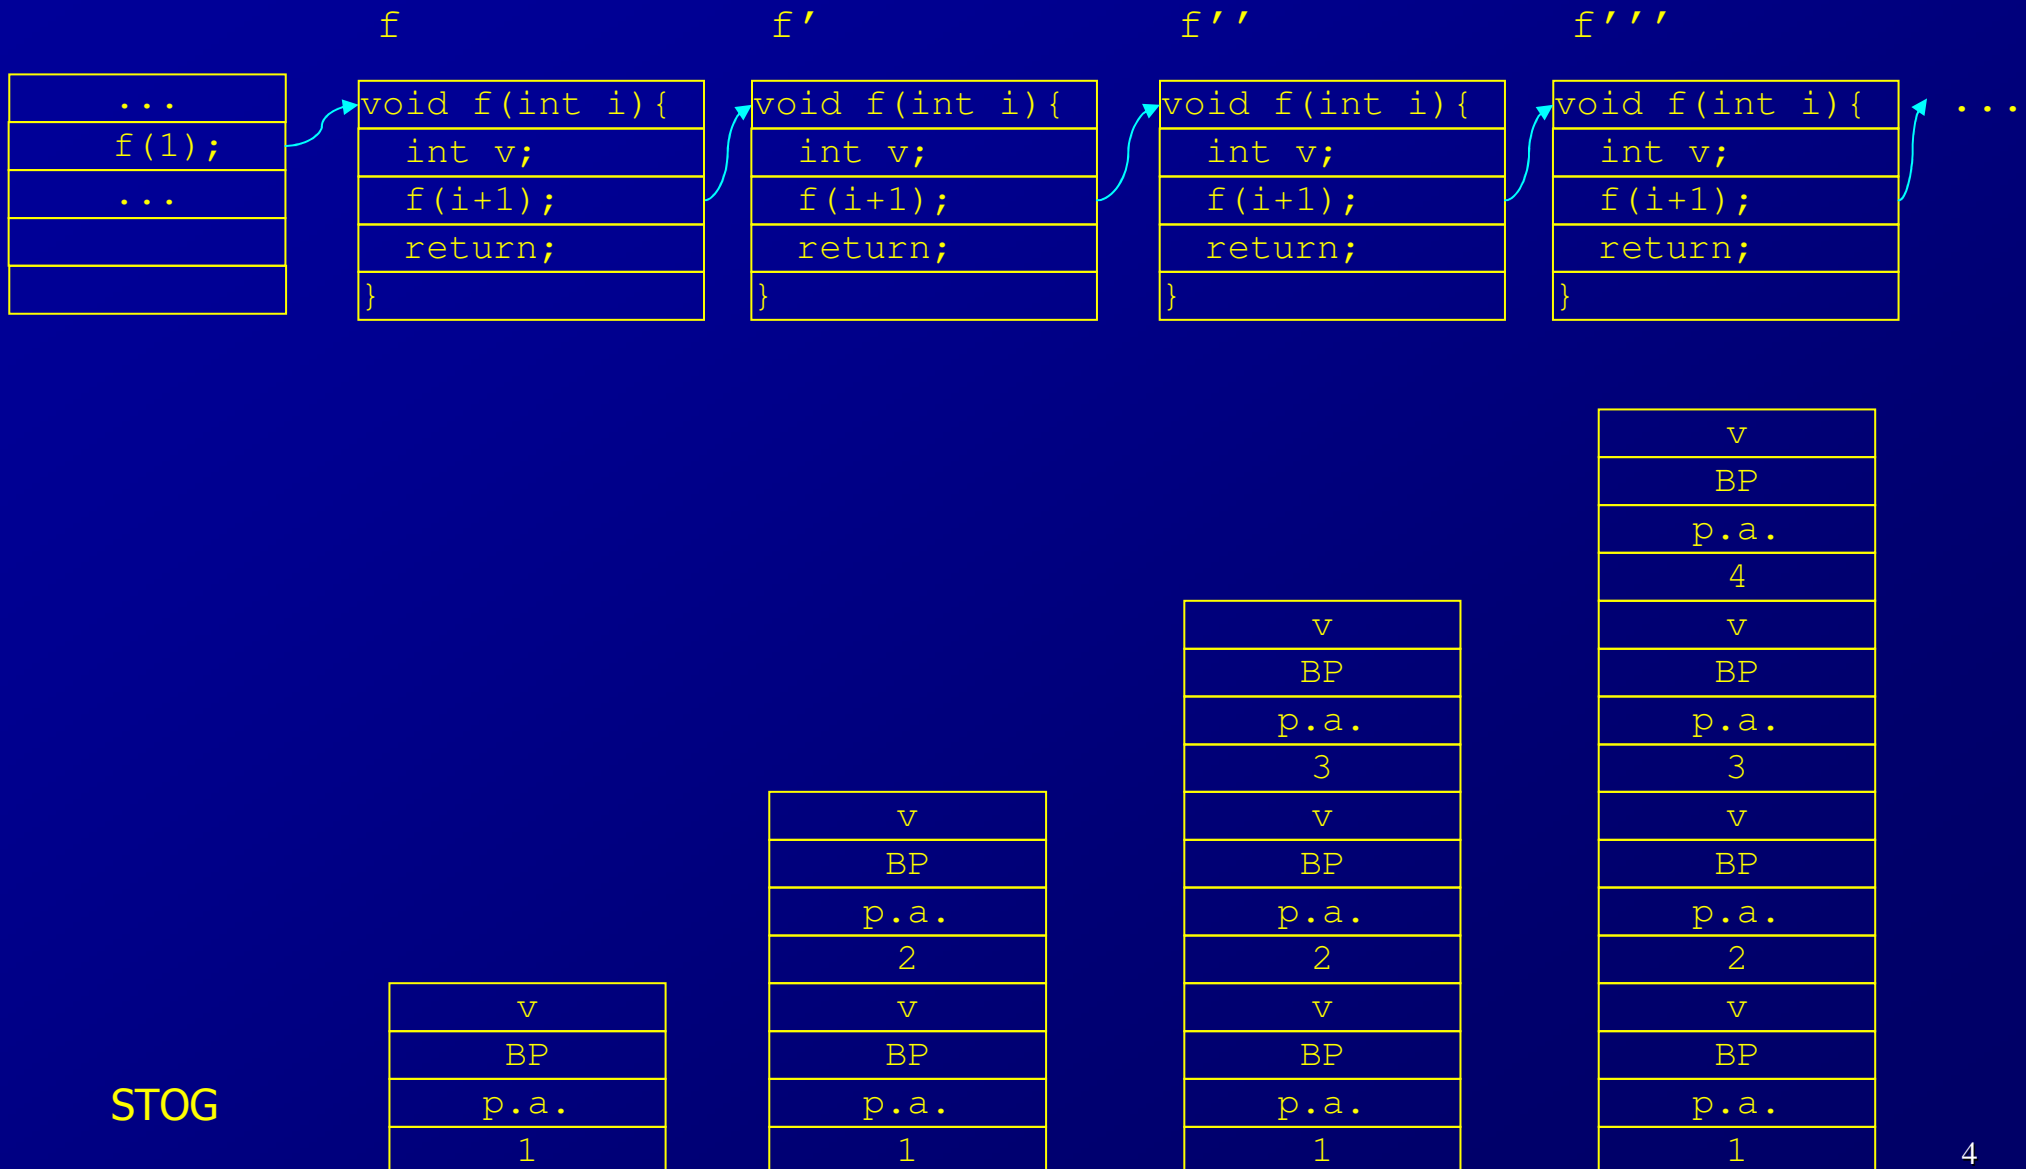 f f' f'' f'''
...
f(1);
...
void f(int i){
int v;
f(i+1);
return;
}
void f(int i){
int v;
f(i+1);
return;
}
void f(int i){
int v;
f(i+1);
return;
}
void f(int i){
int v;
f(i+1);
return;
}
...
STOG
v
BP
p.a.
1
v
BP
p.a.
2
v
BP
p.a.
1
v
BP
p.a.
3
v
BP
p.a.
2
v
BP
p.a.
1
v
BP
p.a.
4
v
BP
p.a.
3
v
BP
p.a.
2
v
BP
p.a.
1
4